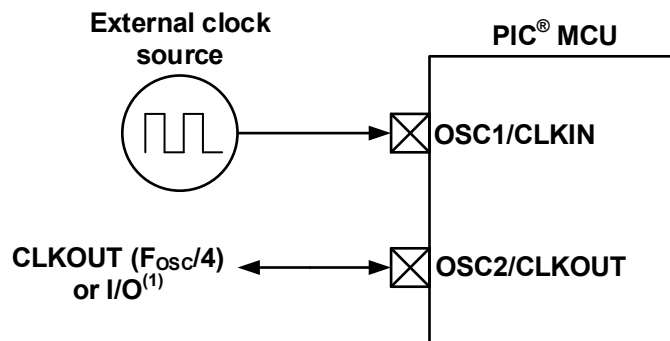 External clock
source
PIC® MCU
OSC1/CLKIN
CLKOUT (FOSC/4)
or I/O(1)
OSC2/CLKOUT